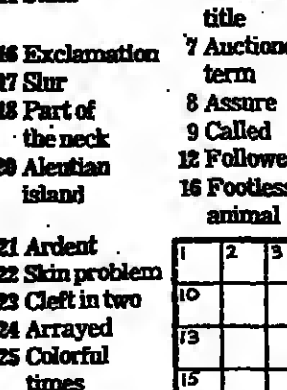 16 Exclamation
17 Slur
18 Part of
the neck
20 Aleutian
island
21 Ardent
22 Skin problem
23 Cleft in two
24 Arrayed
25 Colorful
times
title
7
term
8 Assure
9 Called
12
16 Footless
animal
1 2 3
10
13
15